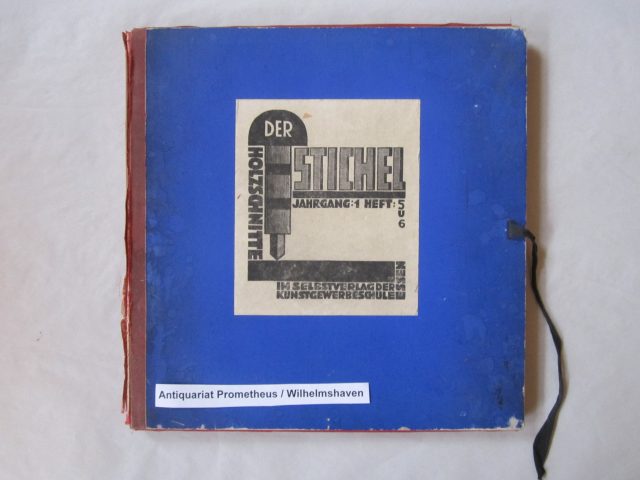 DER
STICHEL
HOLZSCHNITTE
JAHRGANG:1 HEFT: 5
U
6
IM SELBSTVERLAG DER
KUNSTGEWERBESCHULE
ESSEN
Antiquariat Prometheus / Wilhelmshaven